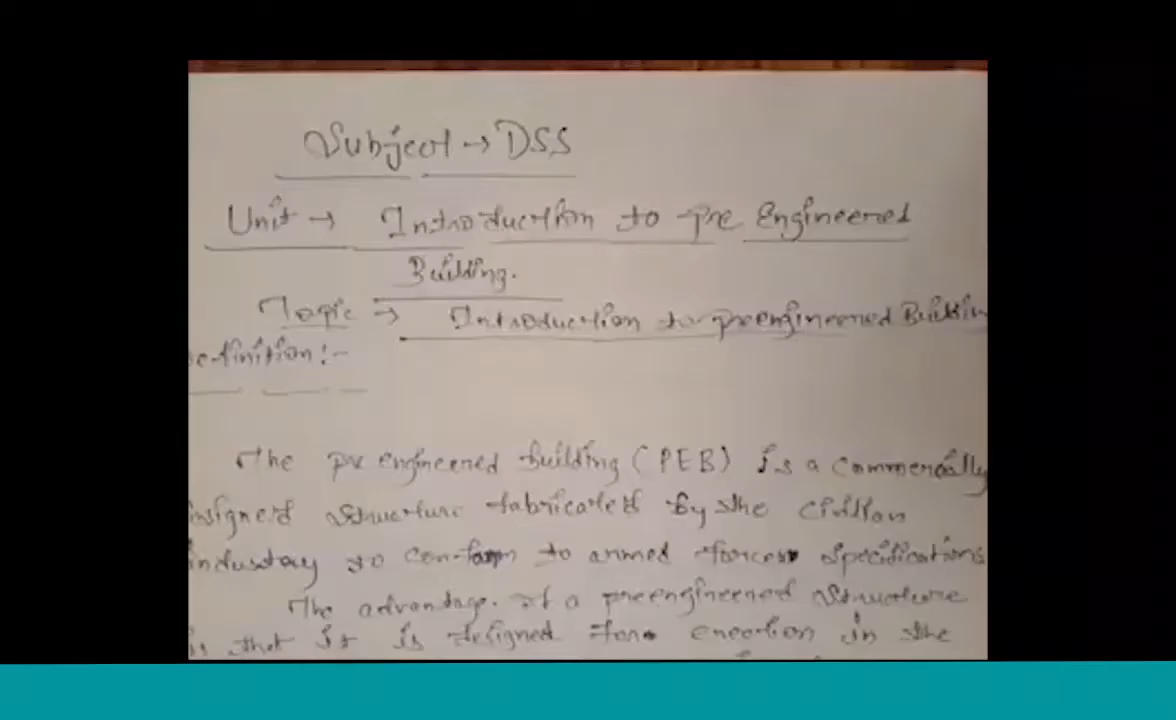 Subject → DSS
Unit → Introduction to Pre Engineered
Building.
Topic → Introduction to preengineered Buildin
efinition:-
The pre engineered building (PEB) is a commercially
signed structure fabricated by the civilian
industry to conform to armed forces specifications
The advantage. of a preengineered structure
is that it is designed for erection in the